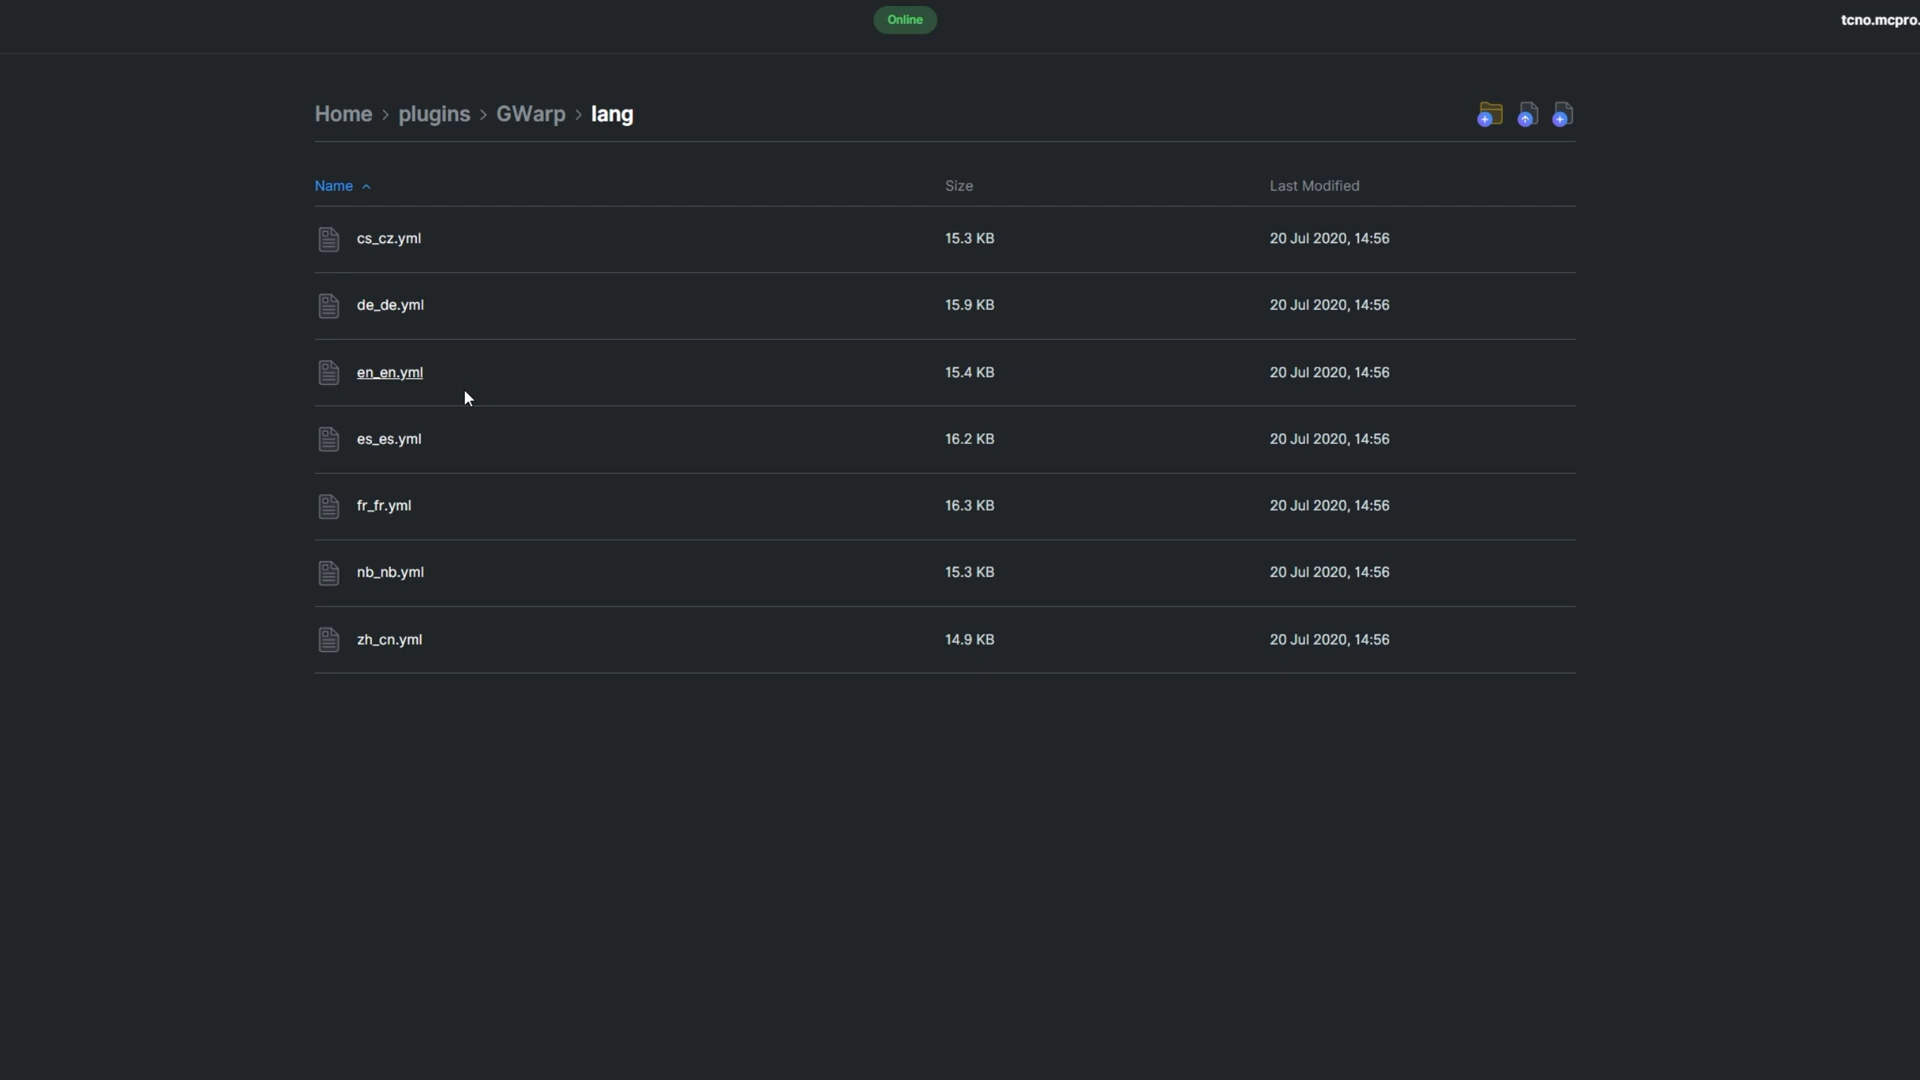 Online
tcno.mcpro.
Home > plugins > GWarp > lang
Name Size Last Modified
cs_cz.yml 15.3 KB 20 Jul 2020, 14:56
de_de.yml 15.9 KB 20 Jul 2020, 14:56
en_en.yml 15.4 KB 20 Jul 2020, 14:56
es_es.yml 16.2 KB 20 Jul 2020, 14:56
fr_fr.yml 16.3 KB 20 Jul 2020, 14:56
nb_nb.yml 15.3 KB 20 Jul 2020, 14:56
zh_cn.yml 14.9 KB 20 Jul 2020, 14:56